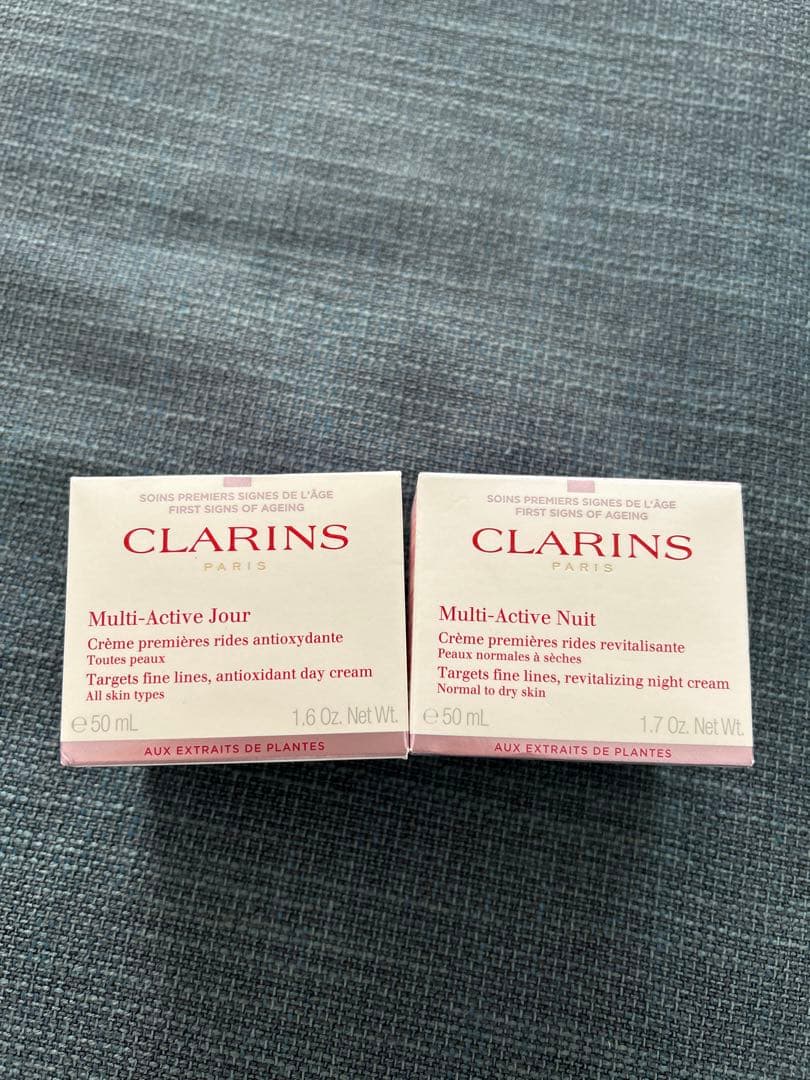 SOINS PREMIERS SIGNES DE L'ÂGE
FIRST SIGNS OF AGEING
CLARINS
PARIS
Multi-Active Jour
Crème premières rides antioxydante
Toutes peaux
Targets fine lines, antioxidant day cream
All skin types
e 50 mL 1.6 Oz. Net Wt.
AUX EXTRAITS DE PLANTES
SOINS PREMIERS SIGNES DE L'ÂGE
FIRST SIGNS OF AGEING
CLARINS
PARIS
Multi-Active Nuit
Crème premières rides revitalisante
Peaux normales à sèches
Targets fine lines, revitalizing night cream
Normal to dry skin
e 50 mL 1.7 Oz. Net Wt.
AUX EXTRAITS DE PLANTES